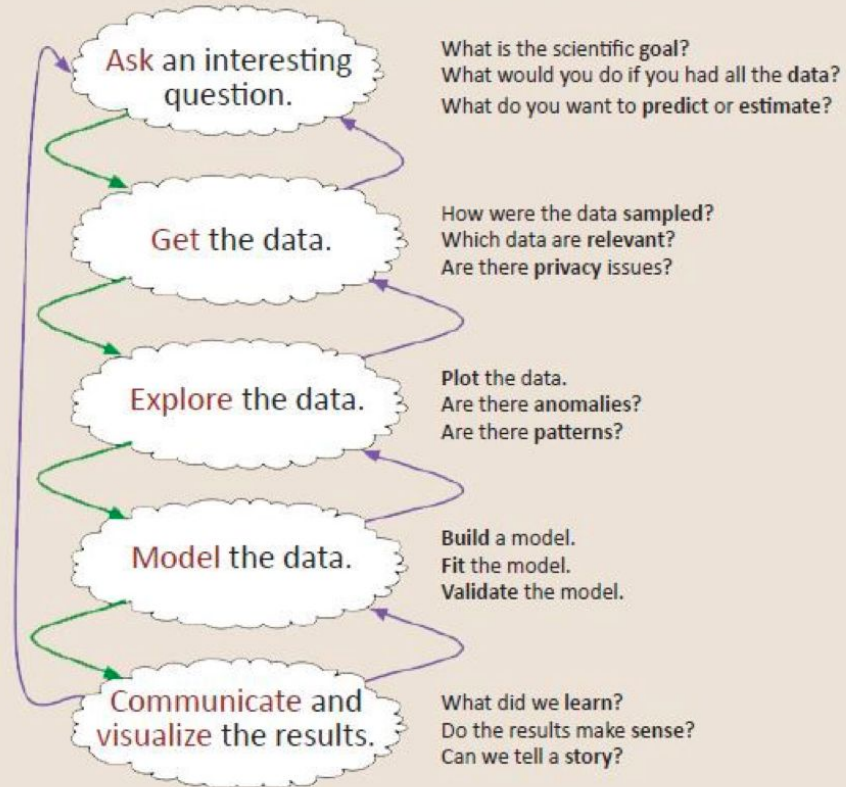 Ask an interesting
question.
What is the scientific goal?
What would you do if you had all the data?
What do you want to predict or estimate?
Get the data.
How were the data sampled?
Which data are relevant?
Are there privacy issues?
Explore the data.
Plot the data.
Are there anomalies?
Are there patterns?
Model the data.
Build a model.
Fit the model.
Validate the model.
Communicate and
visualize the results.
What did we learn?
Do the results make sense?
Can we tell a story?